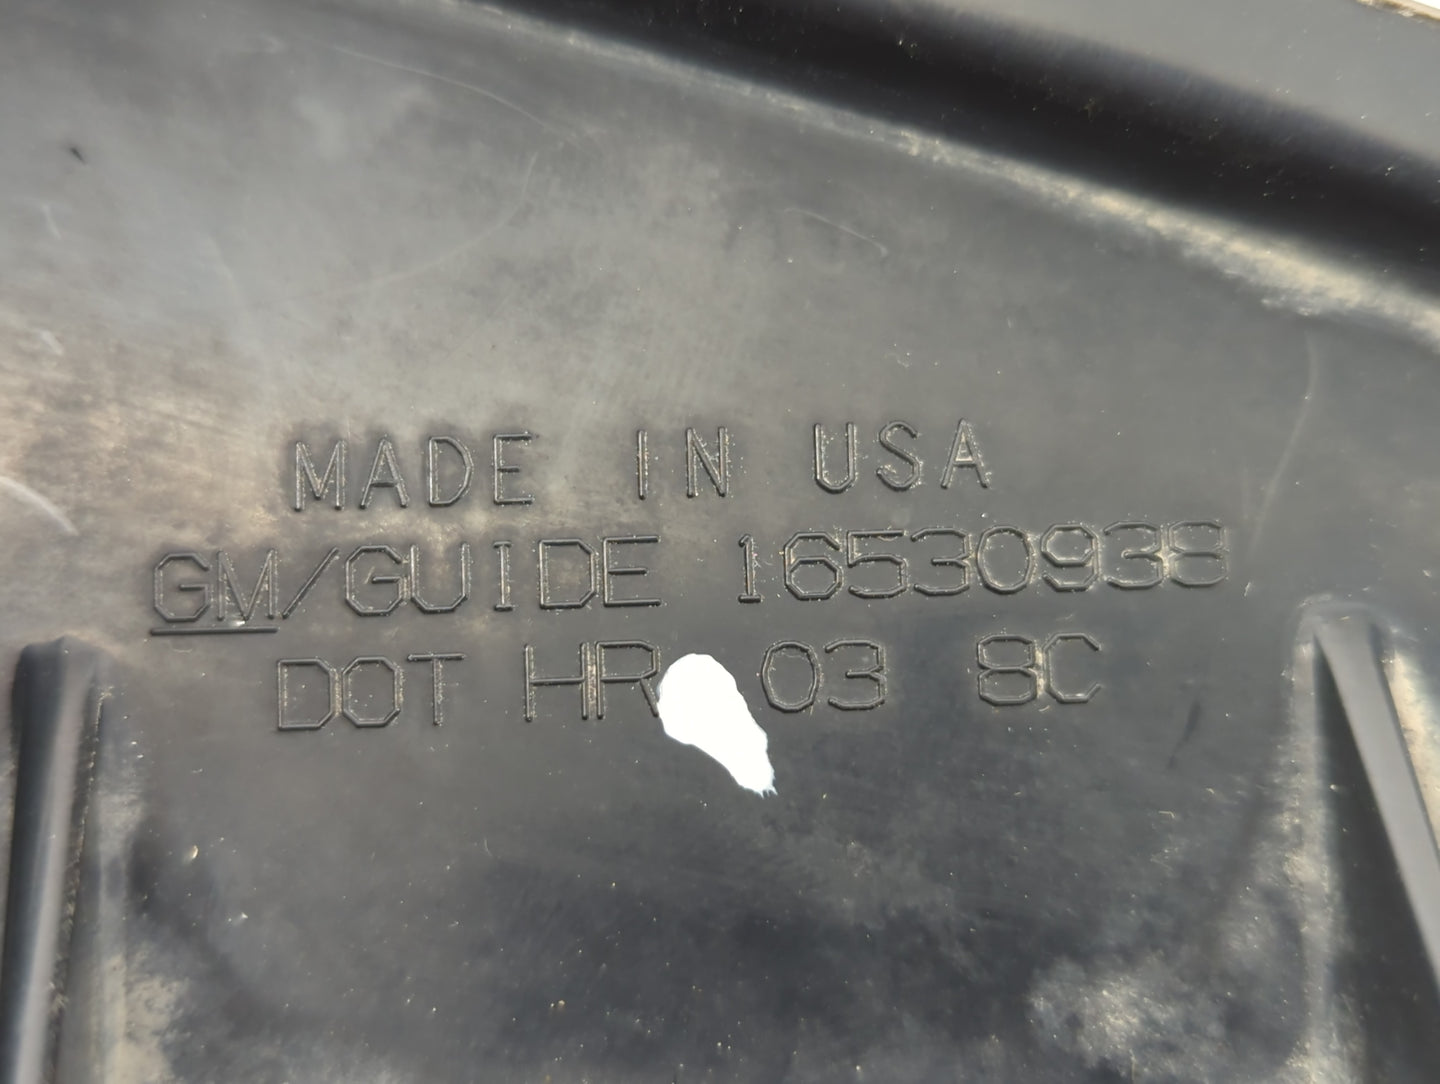 MADE IN USA
GM/GUIDE 16530938
DOT HR 03 8C